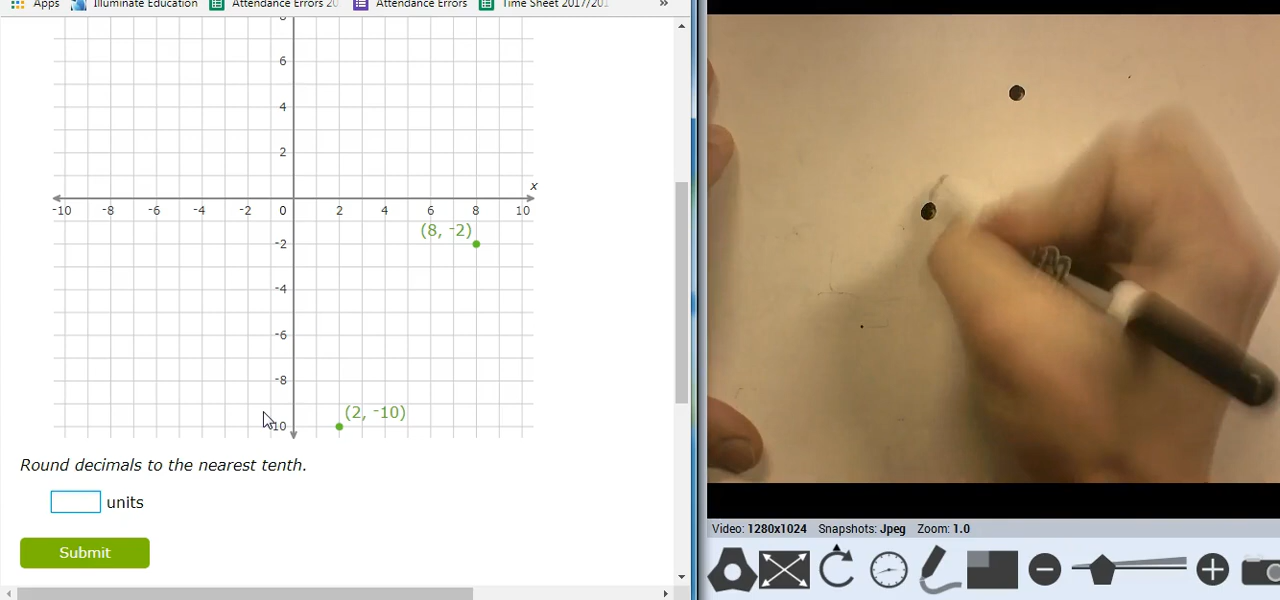 Apps Illuminate Education Attendance Errors 20 Attendance Errors Time Sheet 2017/201 »
8
6
4
2
x
-10 -8 -6 -4 -2 0 2 4 6 8 10
(8, -2)
-2
-4
-6
-8
(2, -10)
-10
Round decimals to the nearest tenth.
units
Submit
Video: 1280x1024 Snapshots: Jpeg Zoom: 1.0